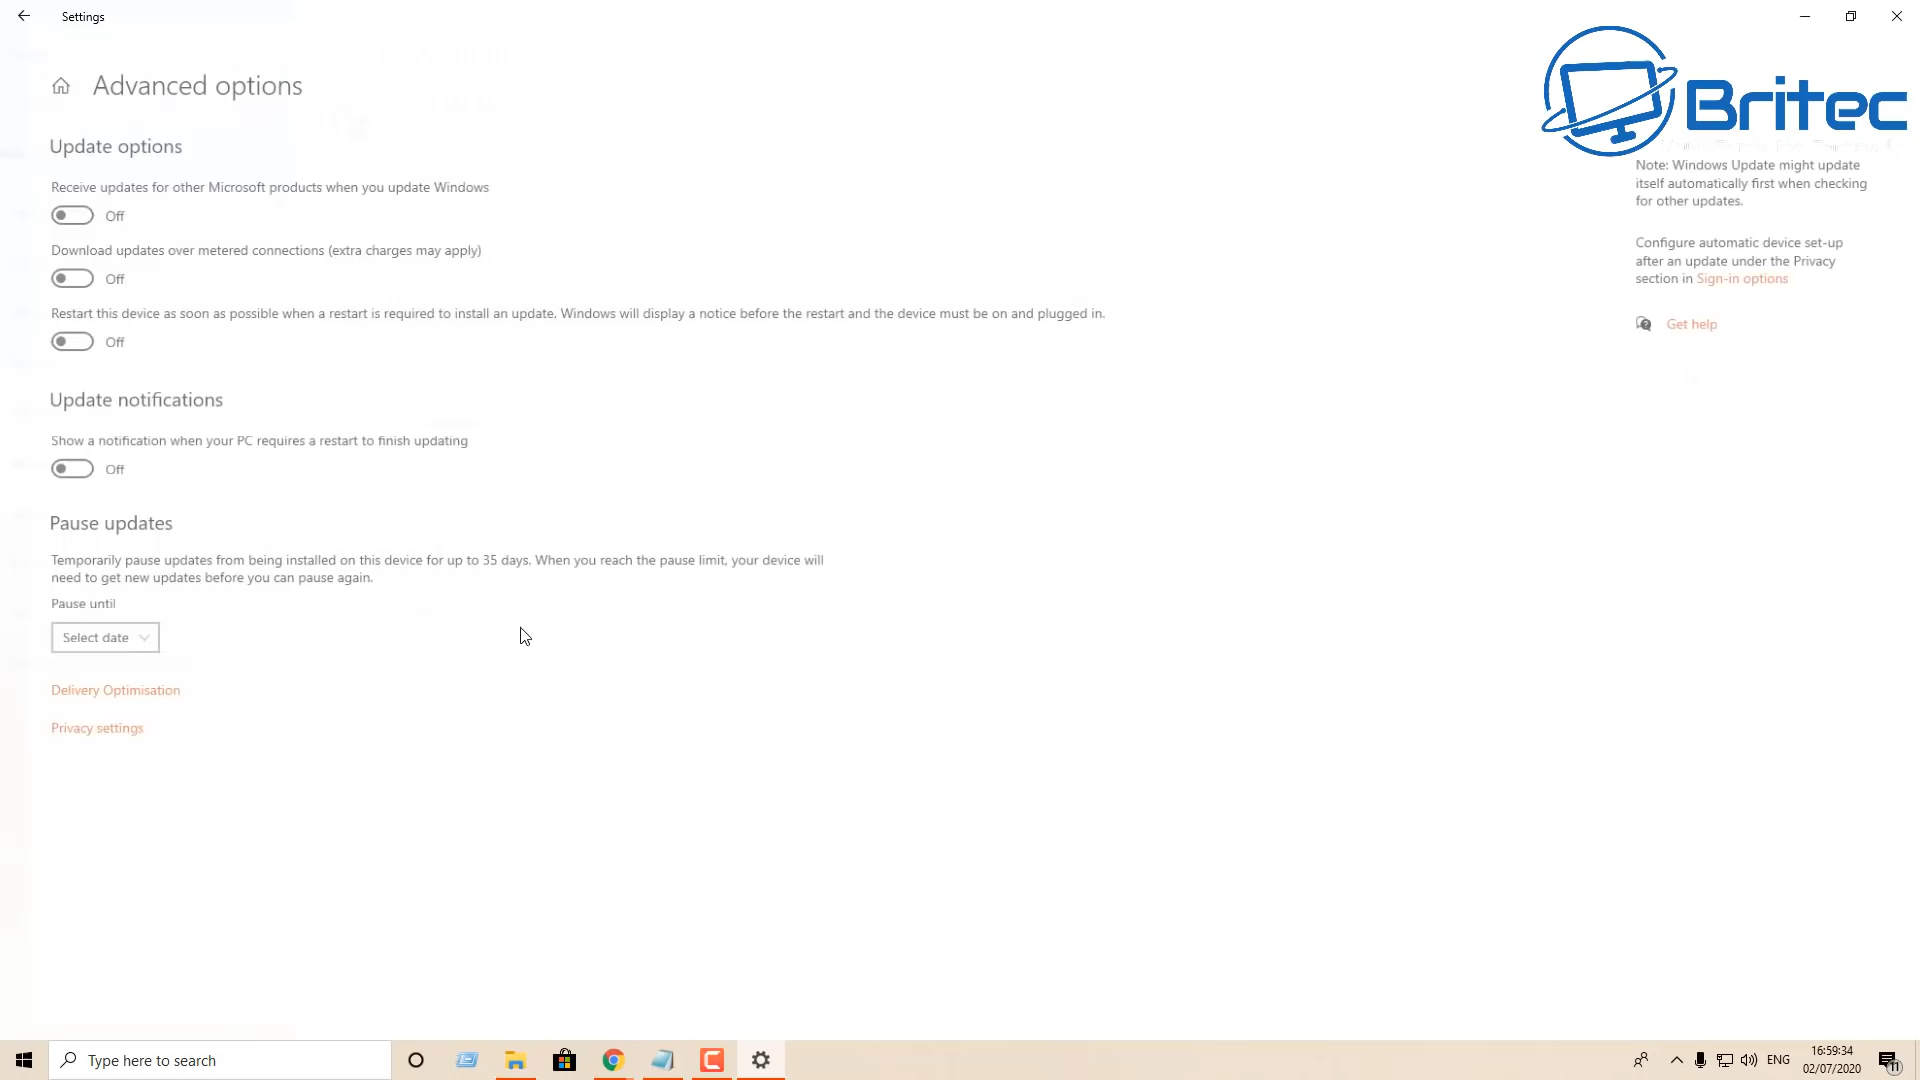 Settings
Advanced options
Britec
Update options
Receive updates for other Microsoft products when you update Windows
Off
Download updates over metered connections (extra charges may apply)
Off
Restart this device as soon as possible when a restart is required to install an update. Windows will display a notice before the restart and the device must be on and plugged in.
Off
Update notifications
Show a notification when your PC requires a restart to finish updating
Off
Pause updates
Temporarily pause updates from being installed on this device for up to 35 days. When you reach the pause limit, your device will
need to get new updates before you can pause again.
Pause until
Select date
Delivery Optimisation
Privacy settings
Note: Windows Update might update
itself automatically first when checking
for other updates.
Configure automatic device set-up
after an update under the Privacy
section in Sign-in options
Get help
Type here to search
ENG
16:59:34
02/07/2020
11